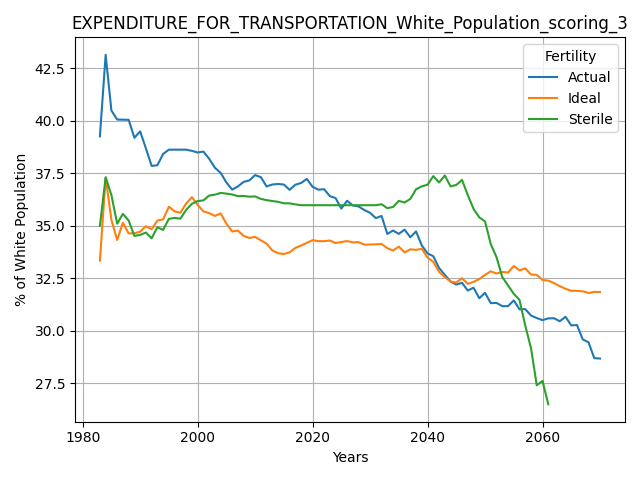 EXPENDITURE_FOR_TRANSPORTATION_White_Population_scoring_3
Fertility
Actual
Ideal
Sterile
% of White Population
42.5
40.0
37.5
35.0
32.5
30.0
27.5
1980 2000 2020 2040 2060
Years